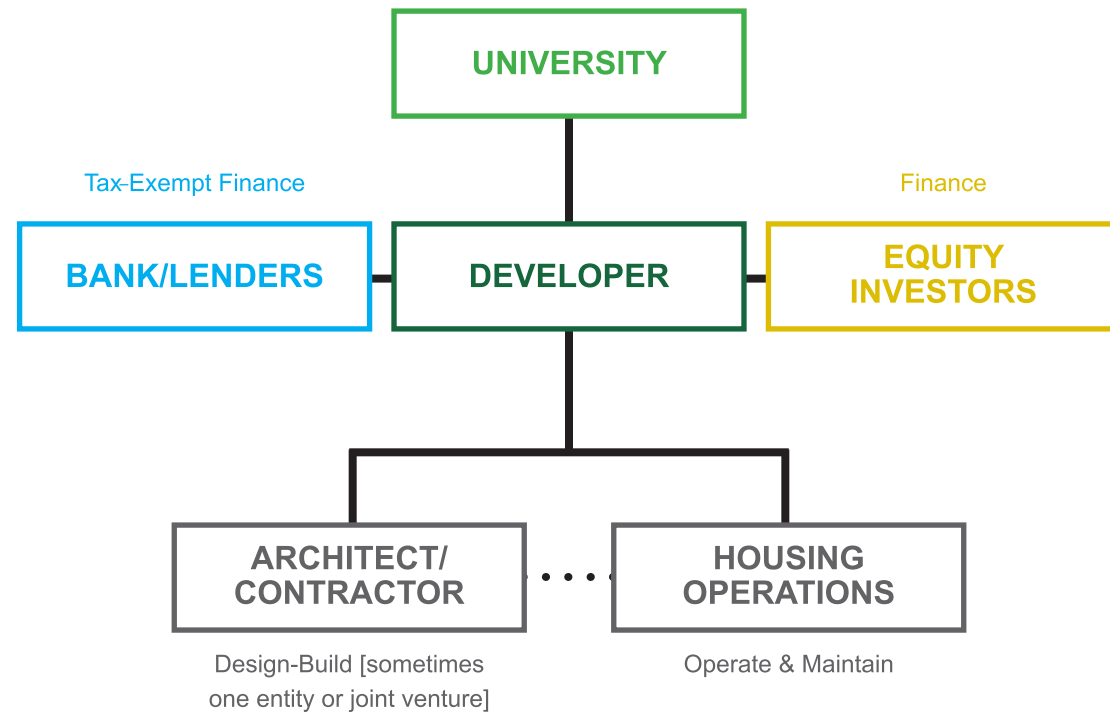 UNIVERSITY
Tax-Exempt Finance
Finance
BANK/LENDERS
DEVELOPER
EQUITY
INVESTORS
ARCHITECT/
CONTRACTOR
HOUSING
OPERATIONS
Design-Build [sometimes
one entity or joint venture]
Operate & Maintain